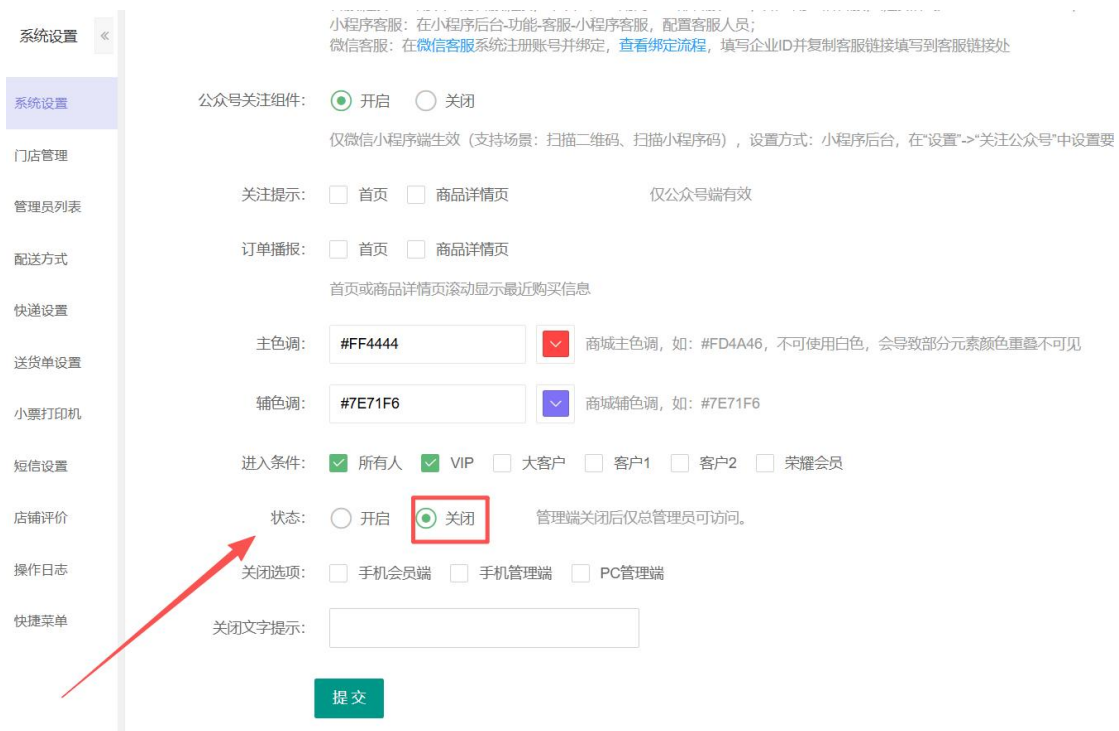 系统设置
系统设置
门店管理
管理员列表
配送方式
快递设置
送货单设置
小票打印机
短信设置
店铺评价
操作日志
快捷菜单
小程序客服：在小程序后台-功能-客服-小程序客服，配置客服人员；
微信客服：在微信客服系统注册账号并绑定，查看绑定流程，填写企业ID并复制客服链接填写到客服链接处
公众号关注组件： 开启 关闭
仅微信小程序端生效（支持场景：扫描二维码、扫描小程序码），设置方式：小程序后台，在“设置”->“关注公众号”中设置要
关注提示： 首页 商品详情页 仅公众号端有效
订单播报： 首页 商品详情页
首页或商品详情页滚动显示最近购买信息
主色调： #FF4444 商城主色调，如：#FD4A46，不可使用白色，会导致部分元素颜色重叠不可见
辅色调： #7E71F6 商城辅色调，如：#7E71F6
进入条件： 所有人 VIP 大客户 客户1 客户2 荣耀会员
状态： 开启 关闭 管理端关闭后仅总管理员可访问。
关闭选项： 手机会员端 手机管理端 PC管理端
关闭文字提示：
提交